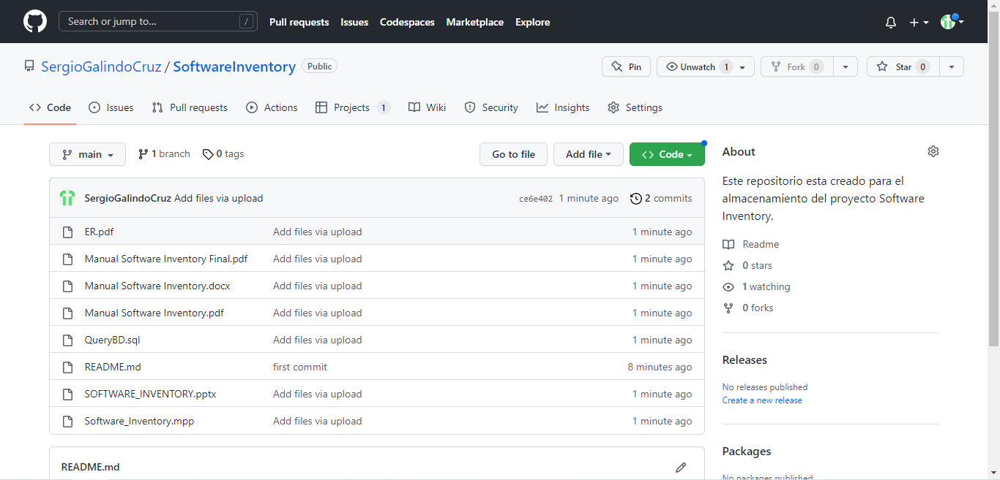 Search or jump to... / Pull requests Issues Codespaces Marketplace Explore
SergioGalindoCruz / SoftwareInventory Public Pin Unwatch 1 Fork 0 Star 0
Code Issues Pull requests Actions Projects 1 Wiki Security Insights Settings
main 1 branch 0 tags Go to file Add file Code
SergioGalindoCruz Add files via upload ce6e402 1 minute ago 2 commits
ER.pdf Add files via upload 1 minute ago
Manual Software Inventory Final.pdf Add files via upload 1 minute ago
Manual Software Inventory.docx Add files via upload 1 minute ago
Manual Software Inventory.pdf Add files via upload 1 minute ago
QueryBD.sql Add files via upload 1 minute ago
README.md first commit 8 minutes ago
SOFTWARE_INVENTORY.pptx Add files via upload 1 minute ago
Software_Inventory.mpp Add files via upload 1 minute ago
README.md
About
Este repositorio esta creado para el
almacenamiento del proyecto Software
Inventory.
Readme
0 stars
1 watching
0 forks
Releases
No releases published
Create a new release
Packages
No packages published